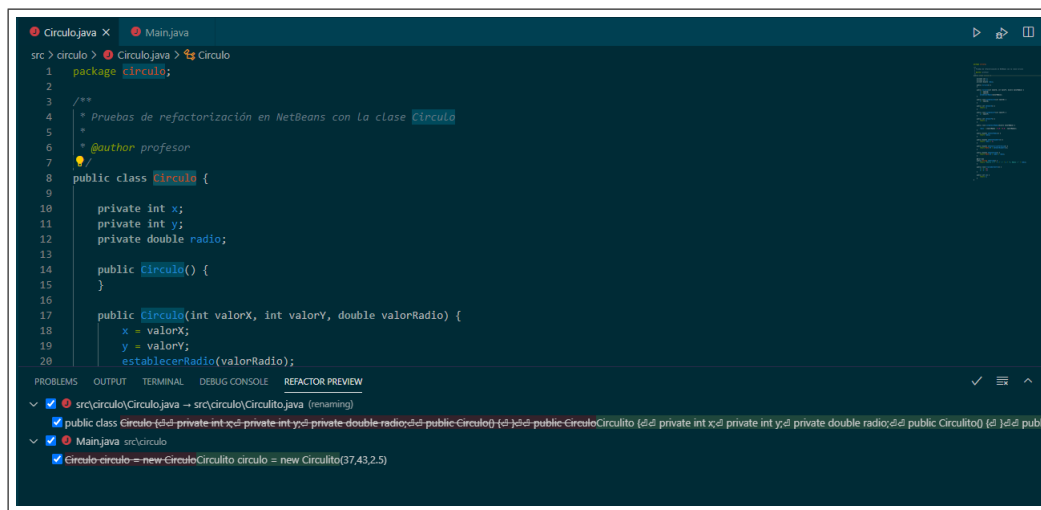 Circulo.java × Main.java
src > circulo > Circulo.java > Circulo
1 package circulo;
2
3 /**
4 * Pruebas de refactorización en NetBeans con la clase Circulo
5 *
6 * @author profesor
7 */
8 public class Circulo {
9
10 private int x;
11 private int y;
12 private double radio;
13
14 public Circulo() {
15 }
16
17 public Circulo(int valorX, int valorY, double valorRadio) {
18 x = valorX;
19 y = valorY;
20 establecerRadio(valorRadio);
PROBLEMS OUTPUT TERMINAL DEBUG CONSOLE REFACTOR PREVIEW
src\circulo\Circulo.java → src\circulo\Circulito.java (renaming)
public class Circulo {⏎⏎ private int x;⏎ private int y;⏎ private double radio;⏎⏎ public Circulo() {⏎ }⏎⏎ public CirculoCirculito {⏎⏎ private int x;⏎ private int y;⏎ private double radio;⏎⏎ public Circulito() {⏎ }⏎⏎ publ
Main.java src\circulo
Circulo circulo = new CirculoCirculito circulo = new Circulito(37,43,2.5)